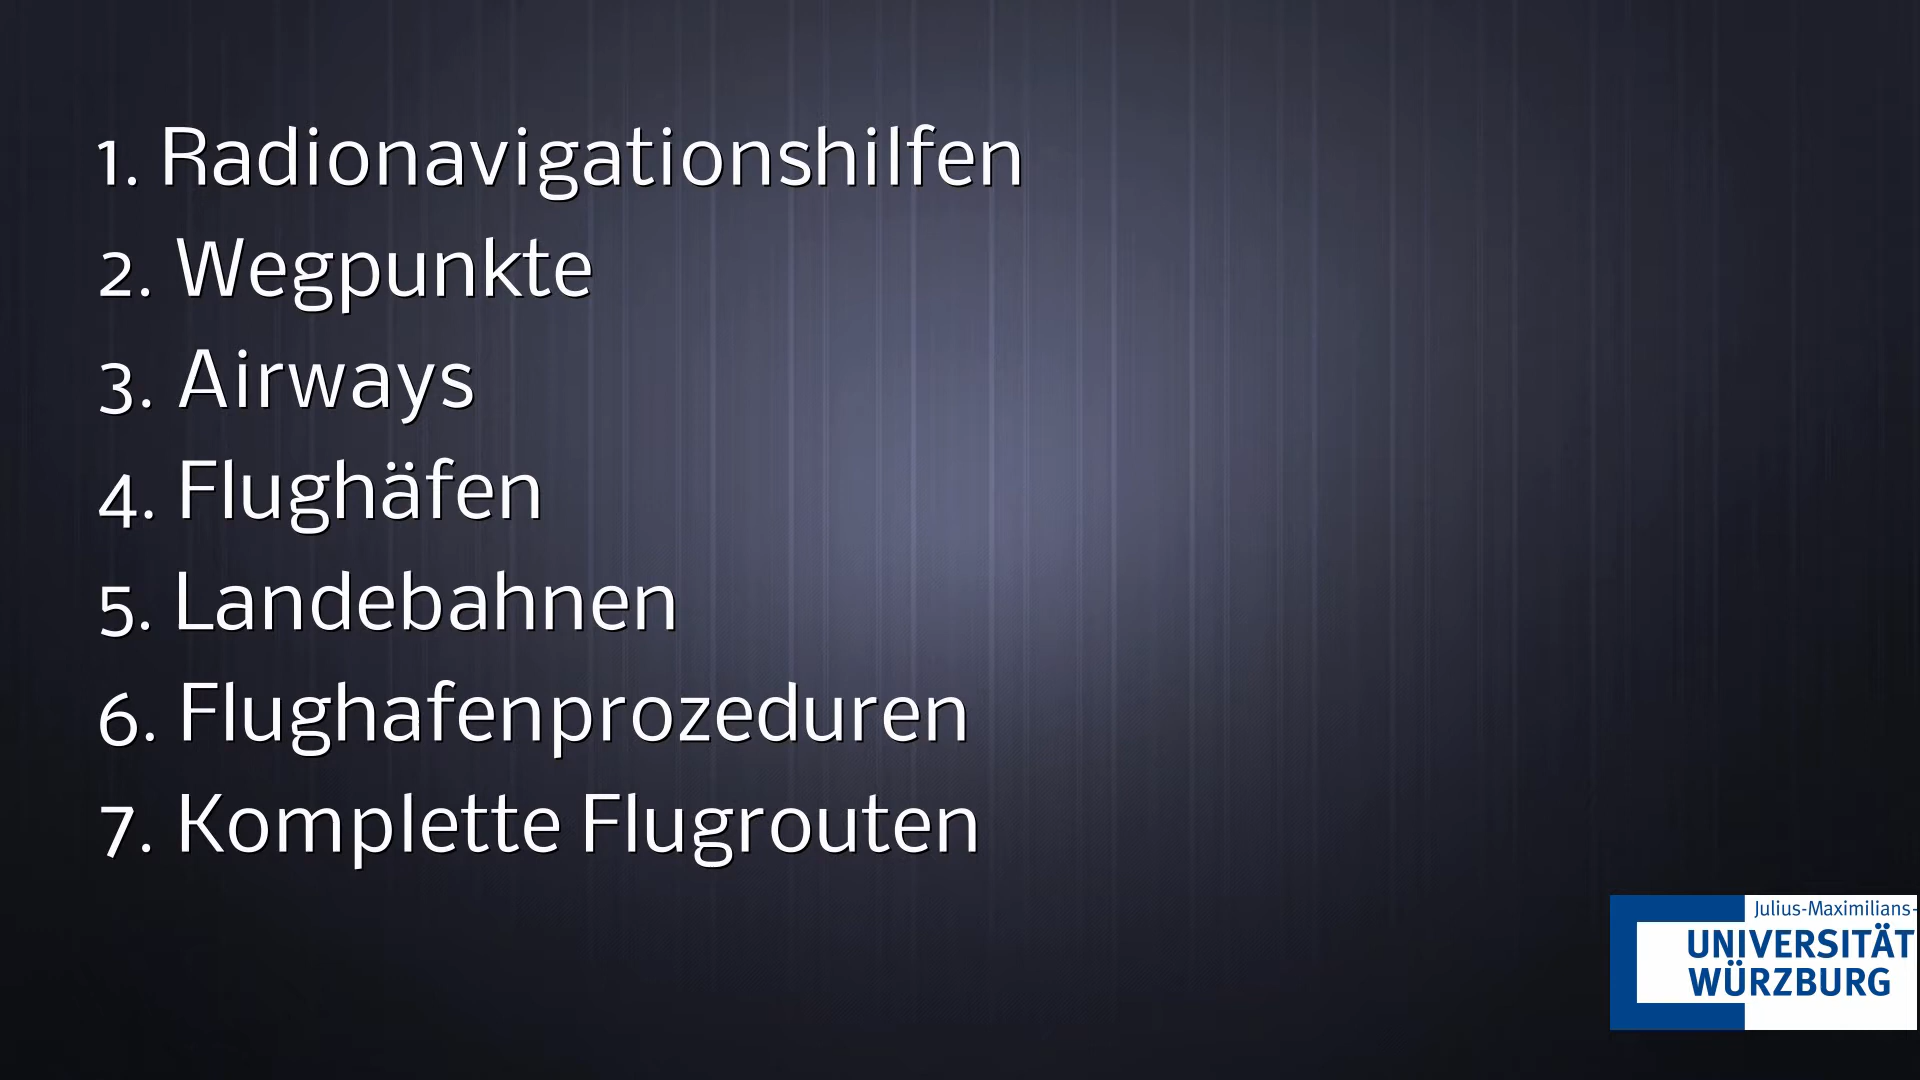 1. Radionavigationshilfen
2. Wegpunkte
3. Airways
4. Flughäfen
5. Landebahnen
6. Flughafenprozeduren
7. Komplette Flugrouten
Julius-Maximilians-
UNIVERSITÄT
WÜRZBURG